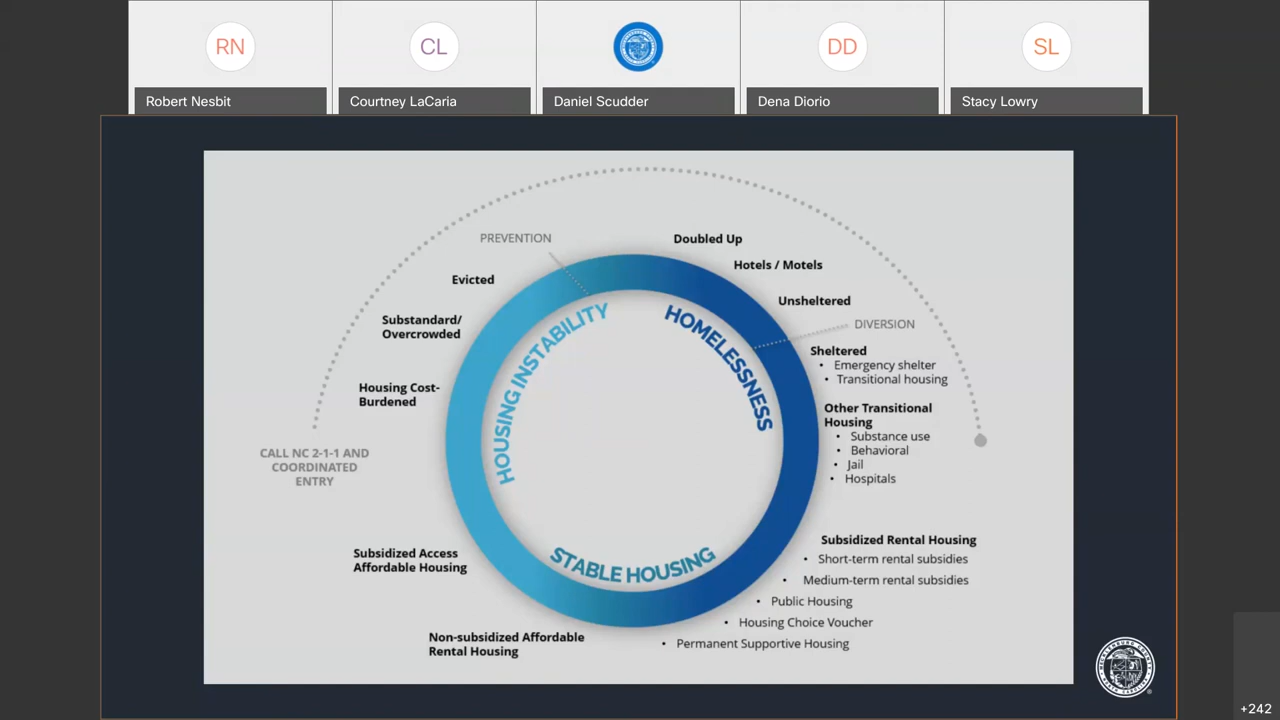 RN
CL
DD
SL
Robert Nesbit
Courtney LaCaria
Daniel Scudder
Dena Diorio
Stacy Lowry
PREVENTION
Doubled Up
Hotels / Motels
Evicted
Unsheltered
Substandard/
Overcrowded
DIVERSION
Sheltered
• Emergency shelter
• Transitional housing
Housing Cost-
Burdened
Other Transitional
Housing
• Substance use
• Behavioral
• Jail
• Hospitals
HOUSING INSTABILITY
HOMELESSNESS
STABLE HOUSING
CALL NC 2-1-1 AND
COORDINATED
ENTRY
Subsidized Access
Affordable Housing
Subsidized Rental Housing
• Short-term rental subsidies
• Medium-term rental subsidies
• Public Housing
• Housing Choice Voucher
• Permanent Supportive Housing
Non-subsidized Affordable
Rental Housing
+242